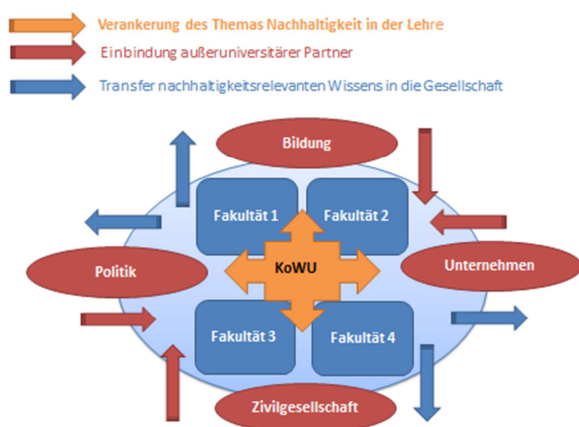 Verankerung des Themas Nachhaltigkeit in der Lehre
Einbindung außeruniversitärer Partner
Transfer nachhaltigkeitsrelevanten Wissens in die Gesellschaft
Bildung
Fakultät 1
Fakultät 2
Politik
KoWU
Unternehmen
Fakultät 3
Fakultät 4
Zivilgesellschaft